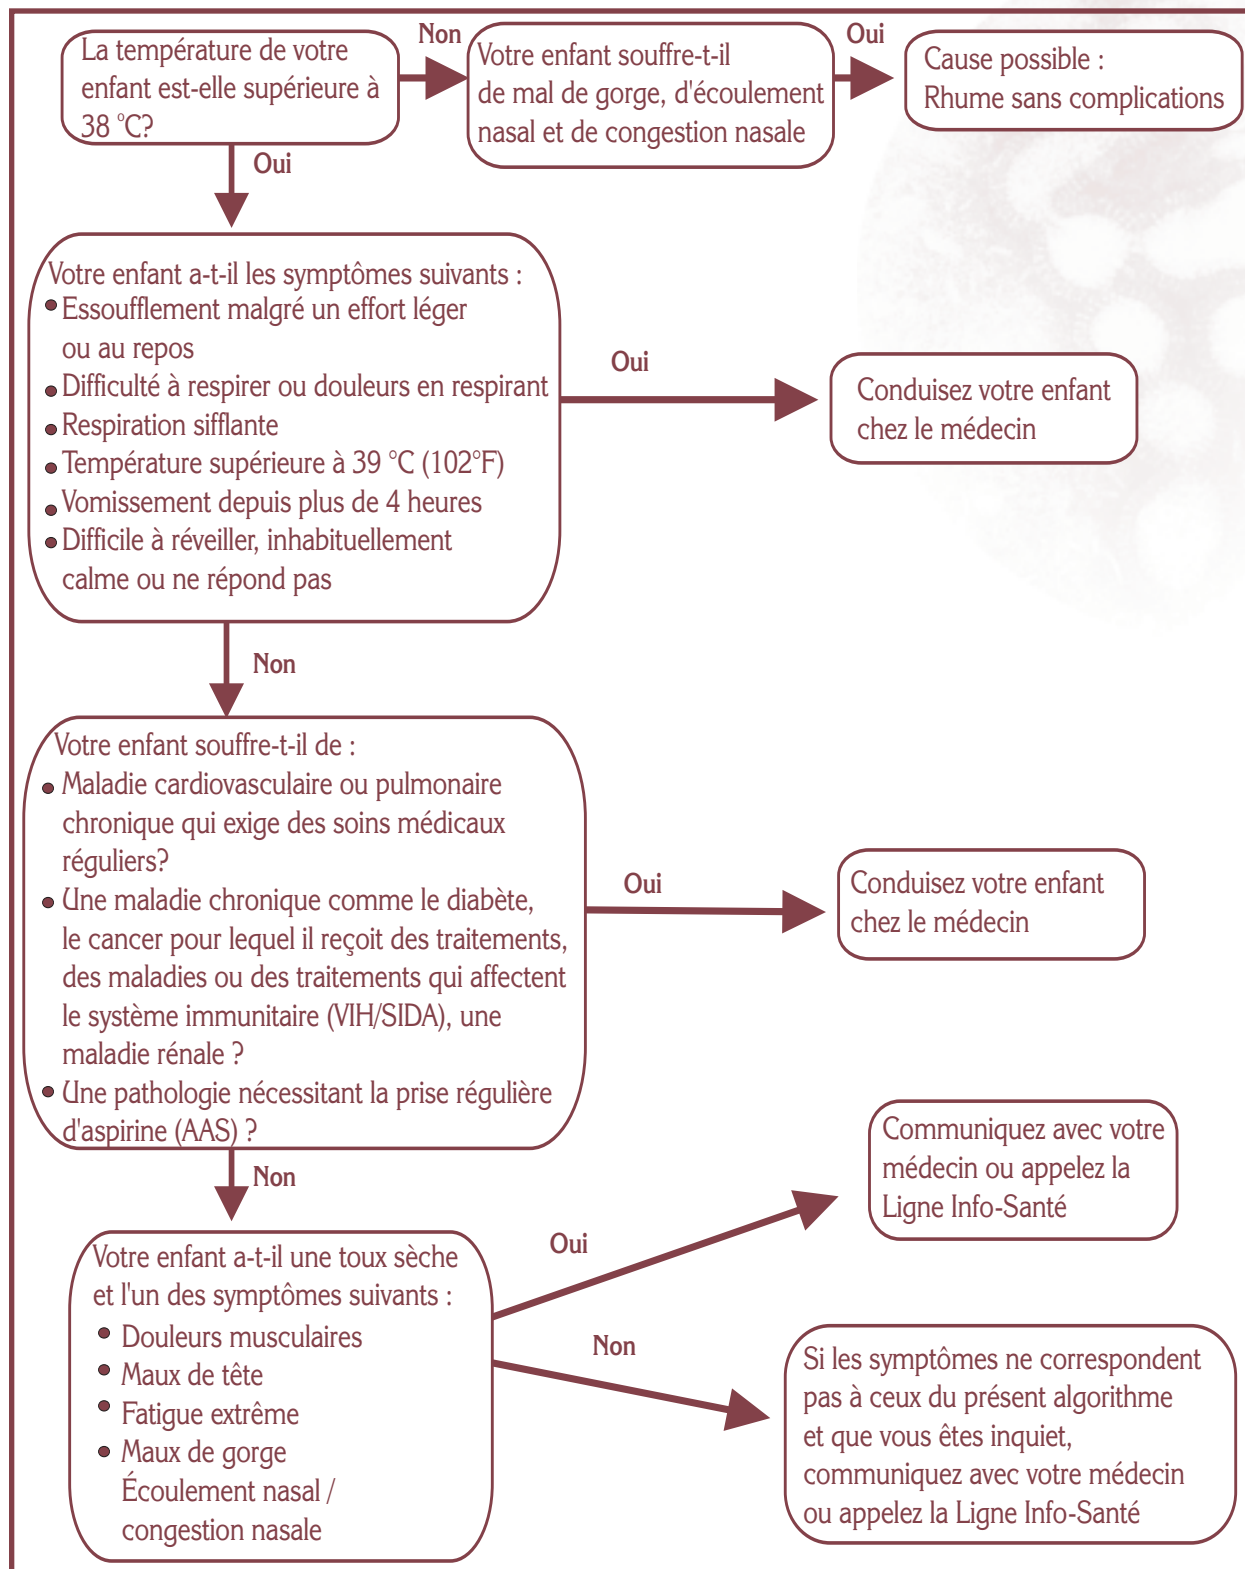 La température de votre
enfant est-elle supérieure à
38 °C?
Non
Votre enfant souffre-t-il
de mal de gorge, d'écoulement
nasal et de congestion nasale
Oui
Cause possible :
Rhume sans complications
Oui
Votre enfant a-t-il les symptômes suivants :
• Essoufflement malgré un effort léger
ou au repos
• Difficulté à respirer ou douleurs en respirant
• Respiration sifflante
• Température supérieure à 39 °C (102°F)
• Vomissement depuis plus de 4 heures
• Difficile à réveiller, inhabituellement
calme ou ne répond pas
Oui
Conduisez votre enfant
chez le médecin
Non
Votre enfant souffre-t-il de :
• Maladie cardiovasculaire ou pulmonaire
chronique qui exige des soins médicaux
réguliers?
• Une maladie chronique comme le diabète,
le cancer pour lequel il reçoit des traitements,
des maladies ou des traitements qui affectent
le système immunitaire (VIH/SIDA), une
maladie rénale ?
• Une pathologie nécessitant la prise régulière
d'aspirine (AAS) ?
Oui
Conduisez votre enfant
chez le médecin
Non
Votre enfant a-t-il une toux sèche
et l'un des symptômes suivants :
• Douleurs musculaires
• Maux de tête
• Fatigue extrême
• Maux de gorge
Écoulement nasal /
congestion nasale
Oui
Communiquez avec votre
médecin ou appelez la
Ligne Info-Santé
Non
Si les symptômes ne correspondent
pas à ceux du présent algorithme
et que vous êtes inquiet,
communiquez avec votre médecin
ou appelez la Ligne Info-Santé